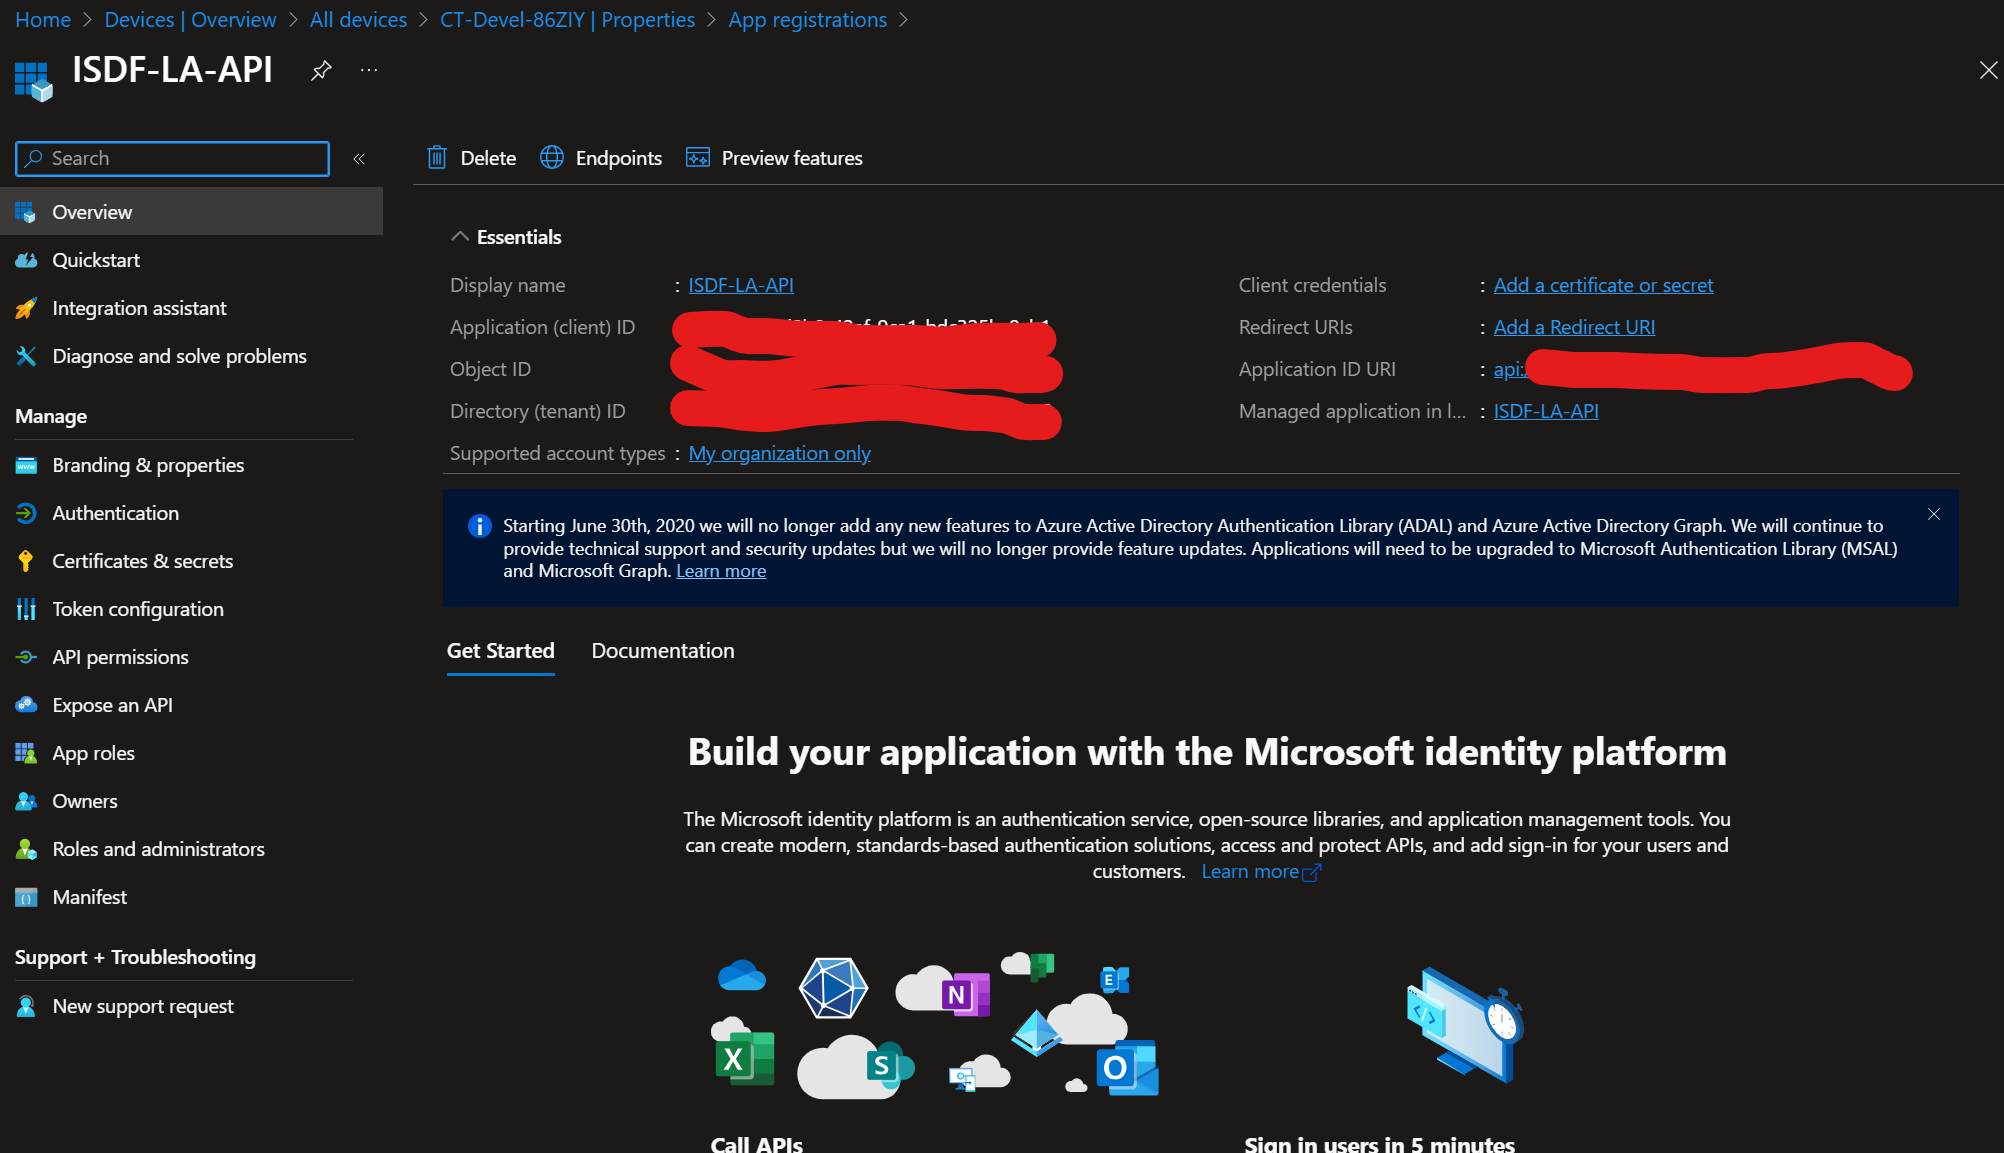 Home > Devices | Overview > All devices > CT-Devel-86ZIY | Properties > App registrations >
ISDF-LA-API
Search
Overview
Quickstart
Integration assistant
Diagnose and solve problems
Manage
Branding & properties
Authentication
Certificates & secrets
Token configuration
API permissions
Expose an API
App roles
Owners
Roles and administrators
Manifest
Support + Troubleshooting
New support request
Delete Endpoints Preview features
Essentials
Display name : ISDF-LA-API
Application (client) ID
Object ID
Directory (tenant) ID
Supported account types : My organization only
Client credentials : Add a certificate or secret
Redirect URIs : Add a Redirect URI
Application ID URI : api:/
Managed application in l... : ISDF-LA-API
Starting June 30th, 2020 we will no longer add any new features to Azure Active Directory Authentication Library (ADAL) and Azure Active Directory Graph. We will continue to
provide technical support and security updates but we will no longer provide feature updates. Applications will need to be upgraded to Microsoft Authentication Library (MSAL)
and Microsoft Graph. Learn more
Get Started Documentation
Build your application with the Microsoft identity platform
The Microsoft identity platform is an authentication service, open-source libraries, and application management tools. You
can create modern, standards-based authentication solutions, access and protect APIs, and add sign-in for your users and
customers. Learn more
N
E
X
S
O
Call APIs
Sign in users in 5 minutes